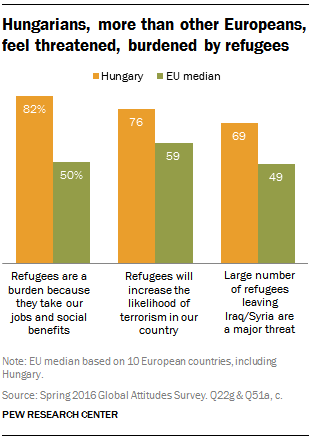 Hungarians, more than other Europeans,
feel threatened, burdened by refugees
Hungary EU median
82% 50% 76 59 69 49
Refugees are a
burden because
they take our
jobs and social
benefits
Refugees will
increase the
likelihood of
terrorism in our
country
Large number
of refugees
leaving
Iraq/Syria are
a major threat
Note: EU median based on 10 European countries, including
Hungary.
Source: Spring 2016 Global Attitudes Survey. Q22g & Q51a, c.
PEW RESEARCH CENTER